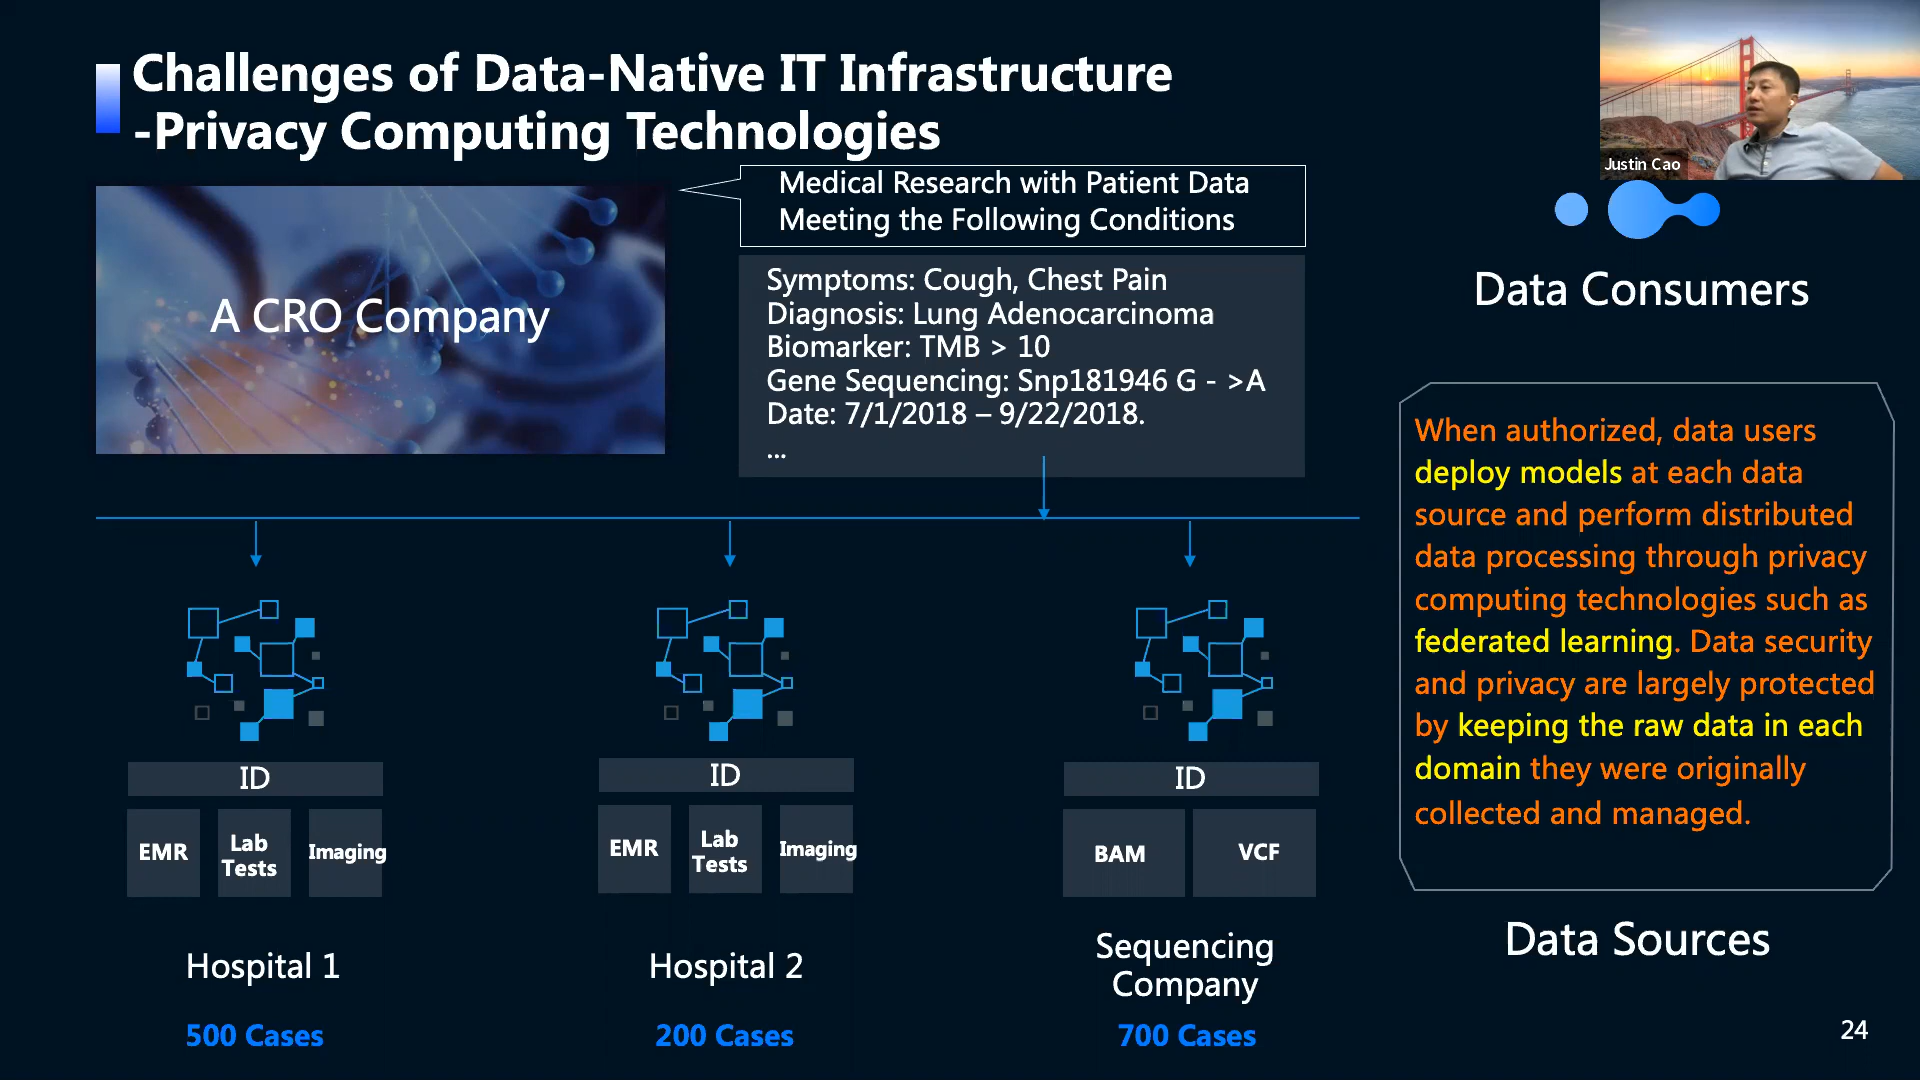 Challenges of Data-Native IT Infrastructure
-Privacy Computing Technologies
Justin Cao
Medical Research with Patient Data
Meeting the Following Conditions
A CRO Company
Symptoms: Cough, Chest Pain
Diagnosis: Lung Adenocarcinoma
Biomarker: TMB > 10
Gene Sequencing: Snp181946 G - >A
Date: 7/1/2018 – 9/22/2018.
...
Data Consumers
When authorized, data users
deploy models at each data
source and perform distributed
data processing through privacy
computing technologies such as
federated learning. Data security
and privacy are largely protected
by keeping the raw data in each
domain they were originally
collected and managed.
Data Sources
ID
EMR
Lab
Tests
Imaging
Hospital 1
500 Cases
ID
EMR
Lab
Tests
Imaging
Hospital 2
200 Cases
ID
BAM
VCF
Sequencing
Company
700 Cases
24